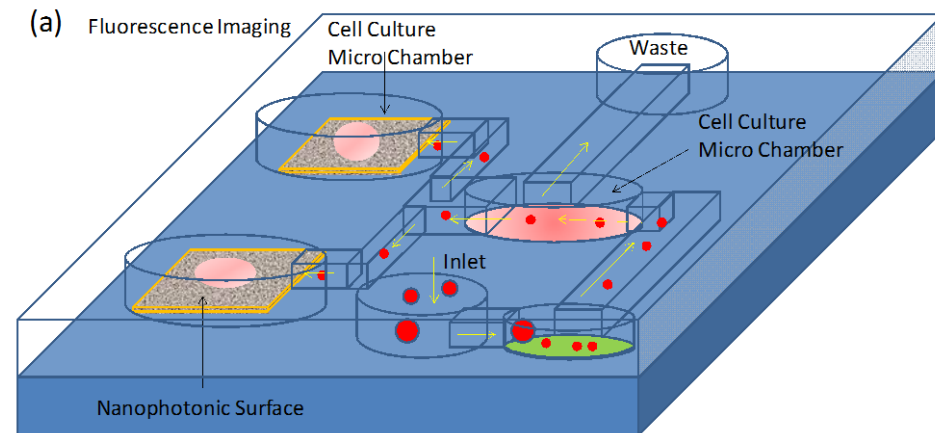 (a) Fluorescence Imaging
Cell Culture
Micro Chamber
Waste
Cell Culture
Micro Chamber
Inlet
Nanophotonic Surface